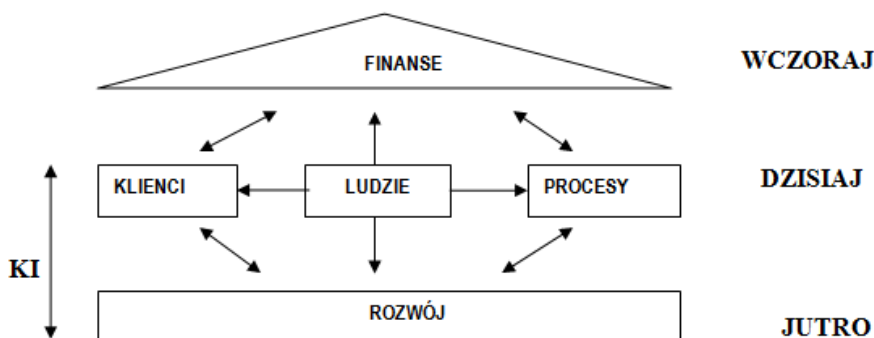 FINANSE
WCZORAJ
KLIENCI
LUDZIE
PROCESY
DZISIAJ
KI
ROZWÓJ
JUTRO